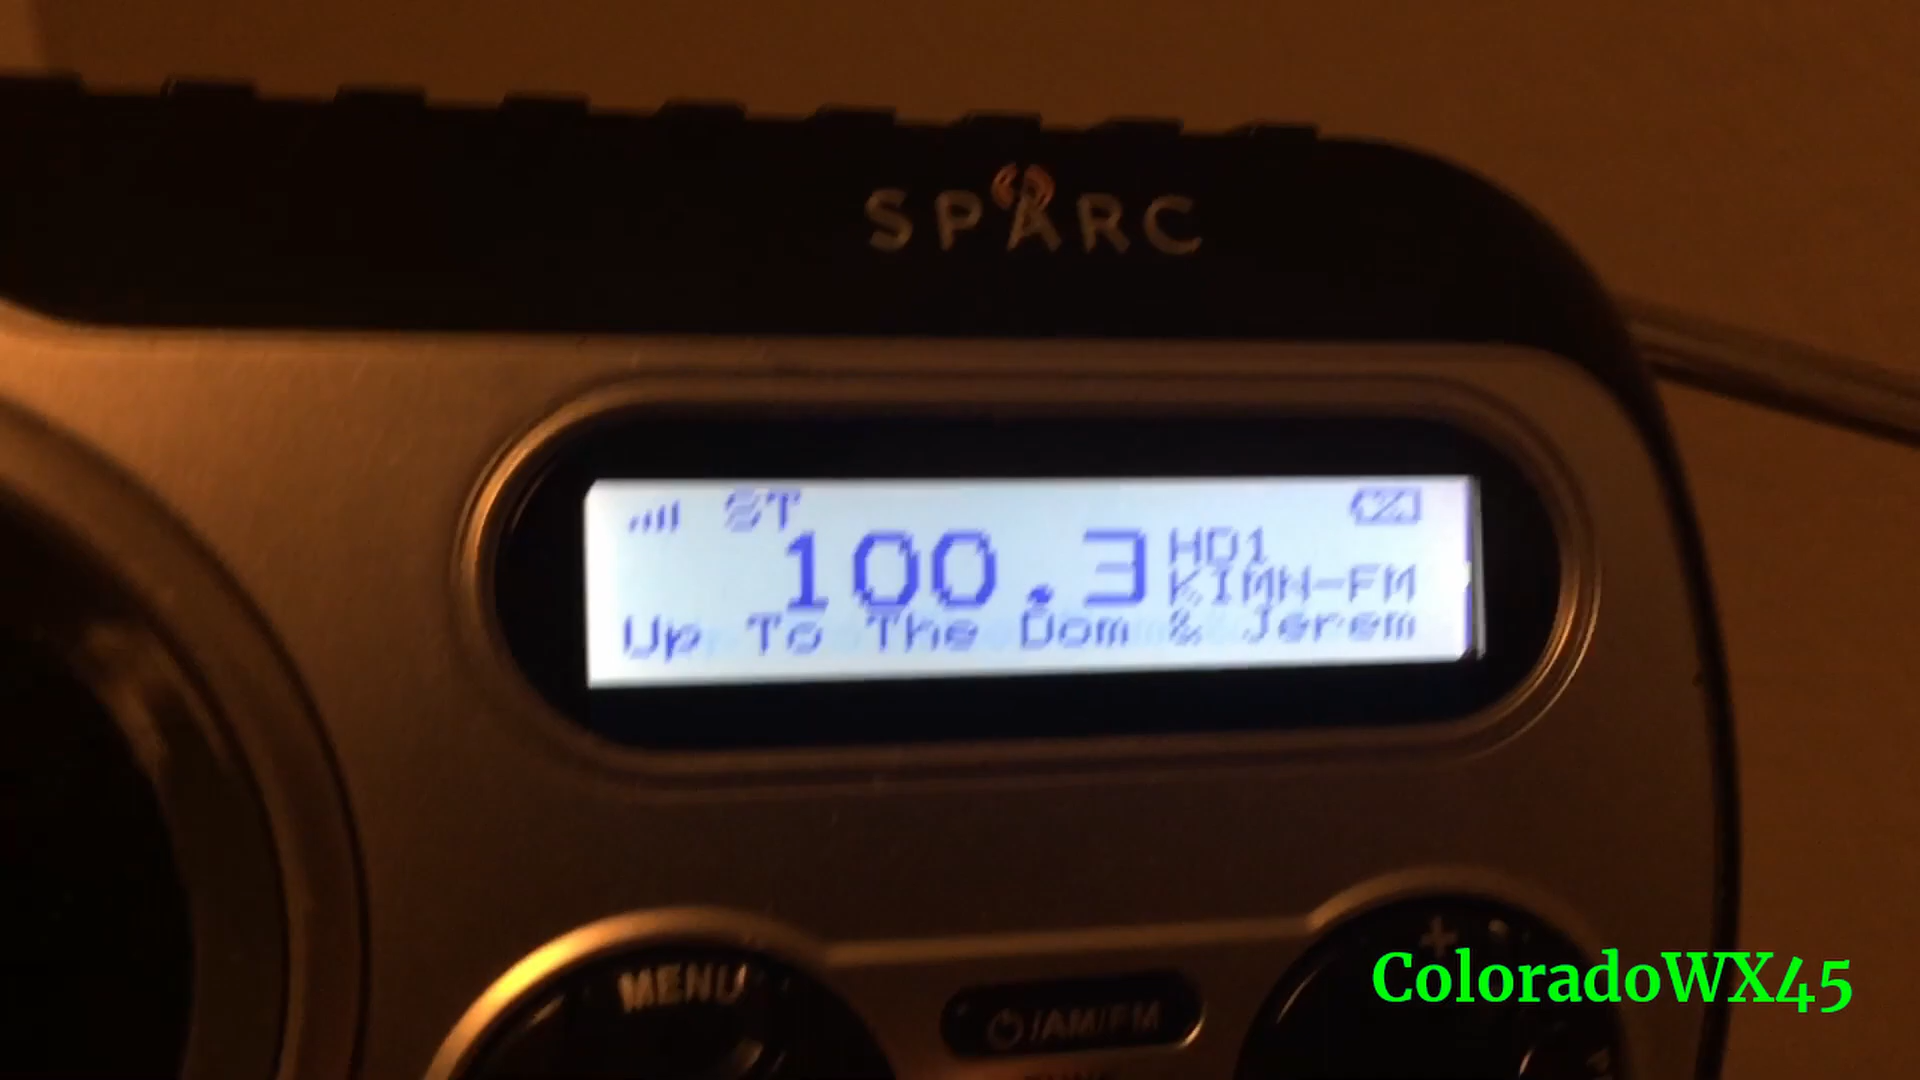 SPARC
ST
100.3 HD1
KIMN-FM
Up To The Dom & Jerem
MENU
+
/AM/FM
ColoradoWX45